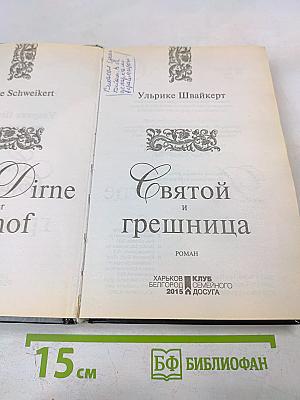 e Schweikert
Dirne
r
hof
Ульрике Швайкерт
Святой
и
грешница
РОМАН
ХАРЬКОВ КЛУБ
БЕЛГОРОД СЕМЕЙНОГО
2015 ДОСУГА
15 см
БФ БИБЛИОФАН